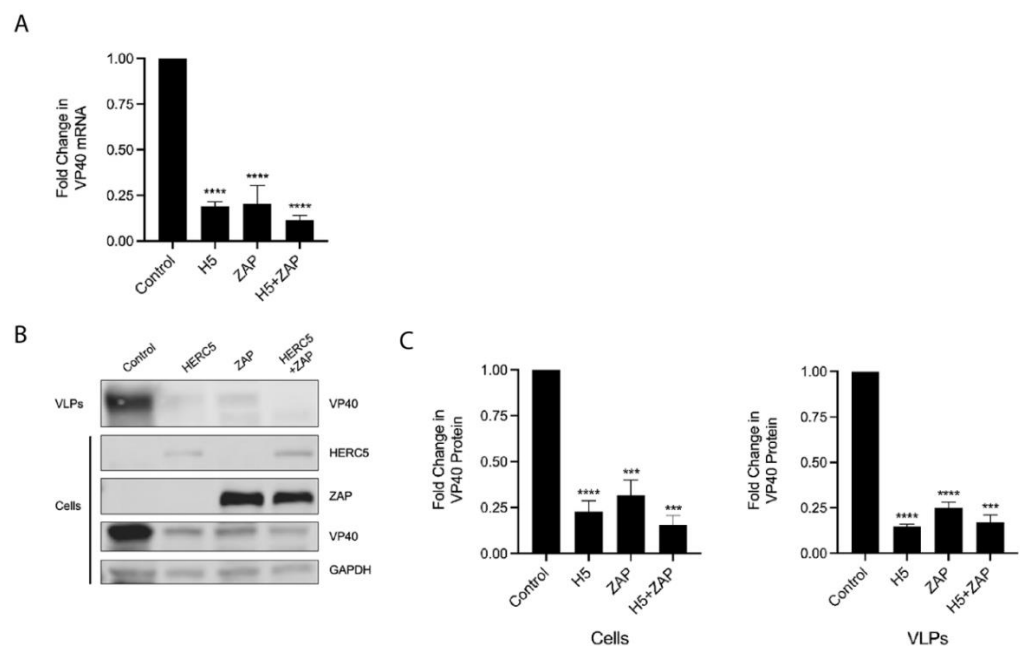 A
Fold Change in
VP40 mRNA
1.00
0.75
0.50
0.25
0.00
****
****
****
Control
H5
ZAP
H5+ZAP
B
Control
HERC5
ZAP
HERC5
+ZAP
VLPs
VP40
Cells
HERC5
ZAP
VP40
GAPDH
C
Fold Change in
VP40 Protein
1.00
0.75
0.50
0.25
0.00
****
***
***
Control
H5
ZAP
H5+ZAP
Cells
Fold Change in
VP40 Protein
1.00
0.75
0.50
0.25
0.00
****
****
***
Control
H5
ZAP
H5+ZAP
VLPs